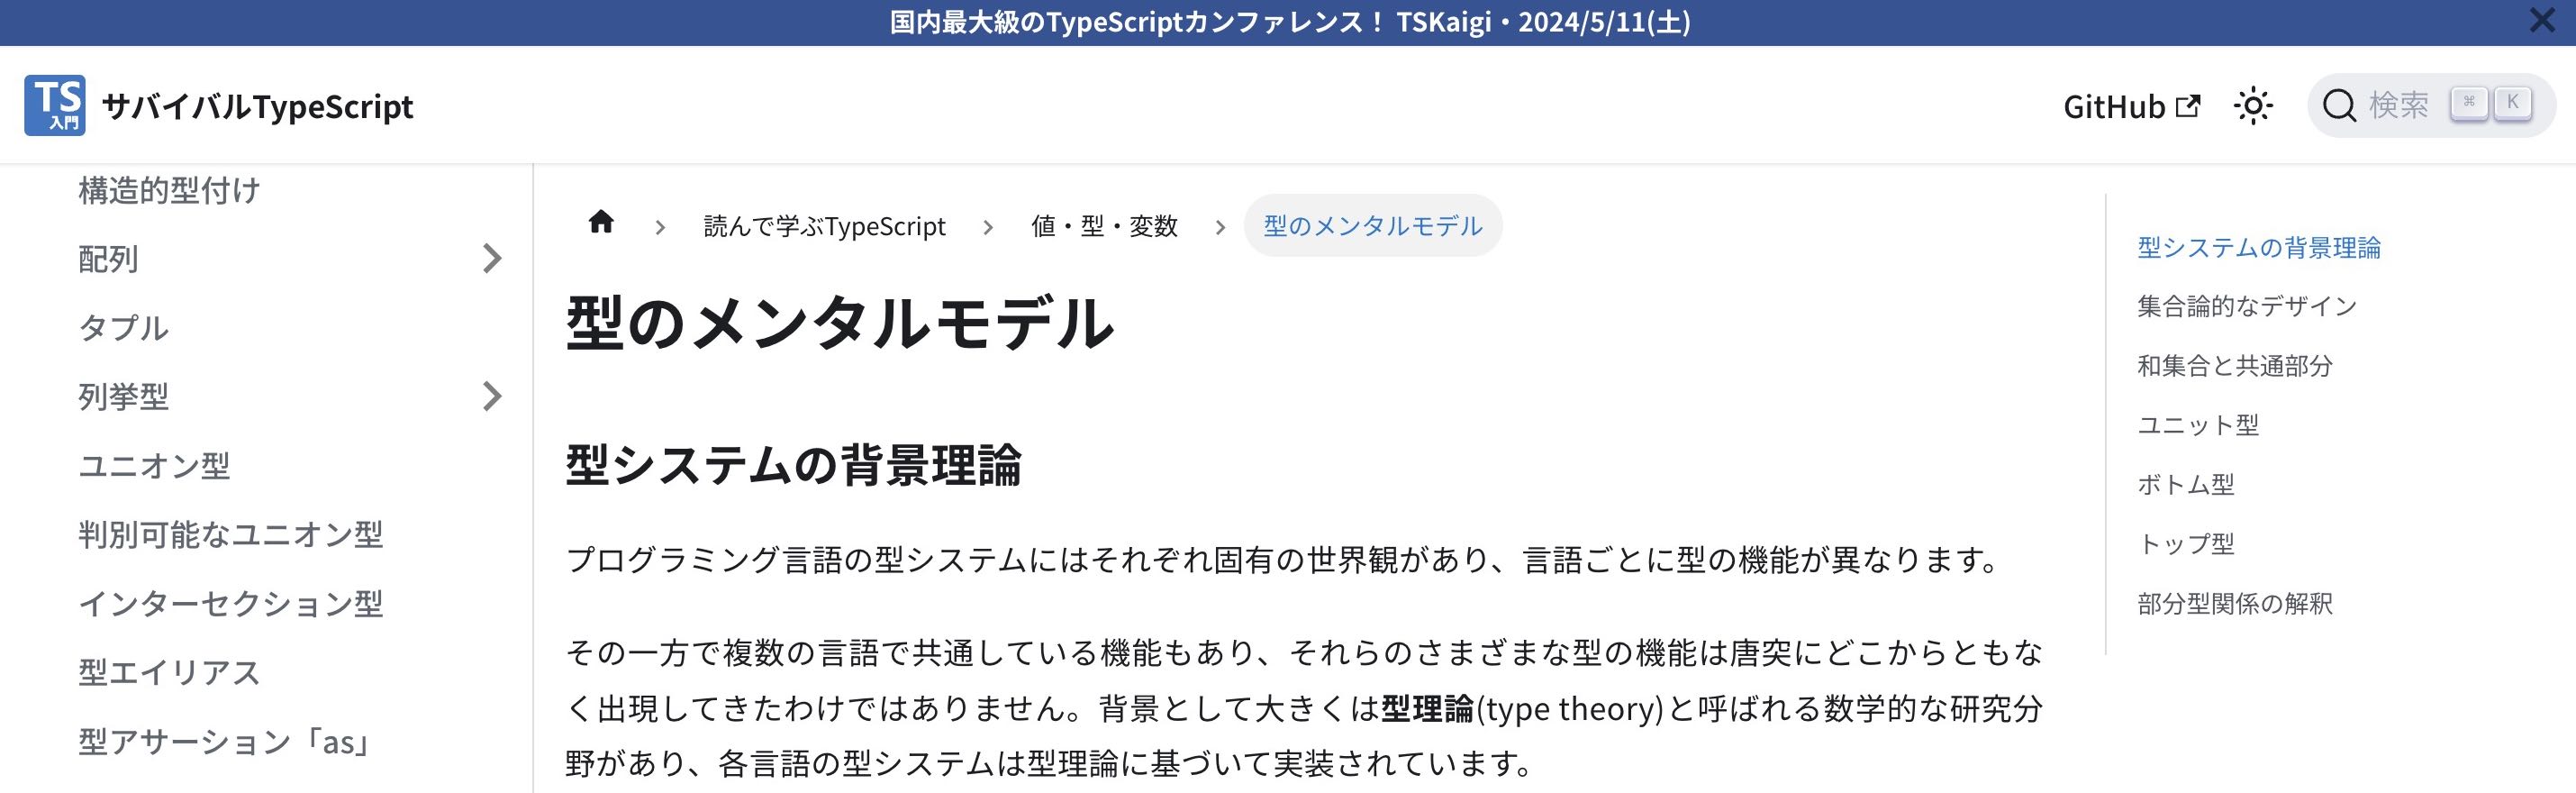 国内最大級のTypeScriptカンファレンス！ TSKaigi・2024/5/11(土)
TS
入門
サバイバルTypeScript
GitHub
検索 ⌘ K
構造的型付け
配列
タプル
列挙型
ユニオン型
判別可能なユニオン型
インターセクション型
型エイリアス
型アサーション「as」
読んで学ぶTypeScript
値・型・変数
型のメンタルモデル
型のメンタルモデル
型システムの背景理論
プログラミング言語の型システムにはそれぞれ固有の世界観があり、言語ごとに型の機能が異なります。
その一方で複数の言語で共通している機能もあり、それらのさまざまな型の機能は唐突にどこからともな
く出現してきたわけではありません。背景として大きくは型理論(type theory)と呼ばれる数学的な研究分
野があり、各言語の型システムは型理論に基づいて実装されています。
型システムの背景理論
集合論的なデザイン
和集合と共通部分
ユニット型
ボトム型
トップ型
部分型関係の解釈